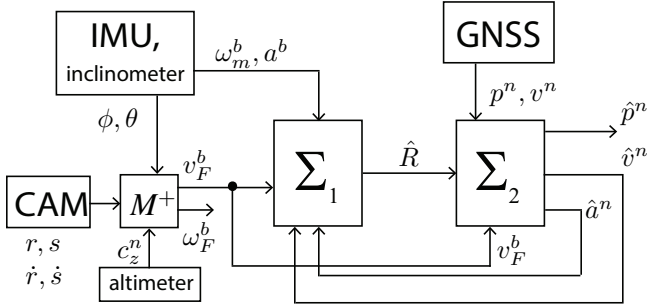 IMU,
inclinometer
GNSS
ω_m^b, a^b
p^n, v^n
ϕ, θ
p̂^n
v_F^b
Σ_1
R̂
Σ_2
v̂^n
CAM
M^+
â^n
r, s
ṙ, ṡ
c_z^n
ω_F^b
v_F^b
altimeter